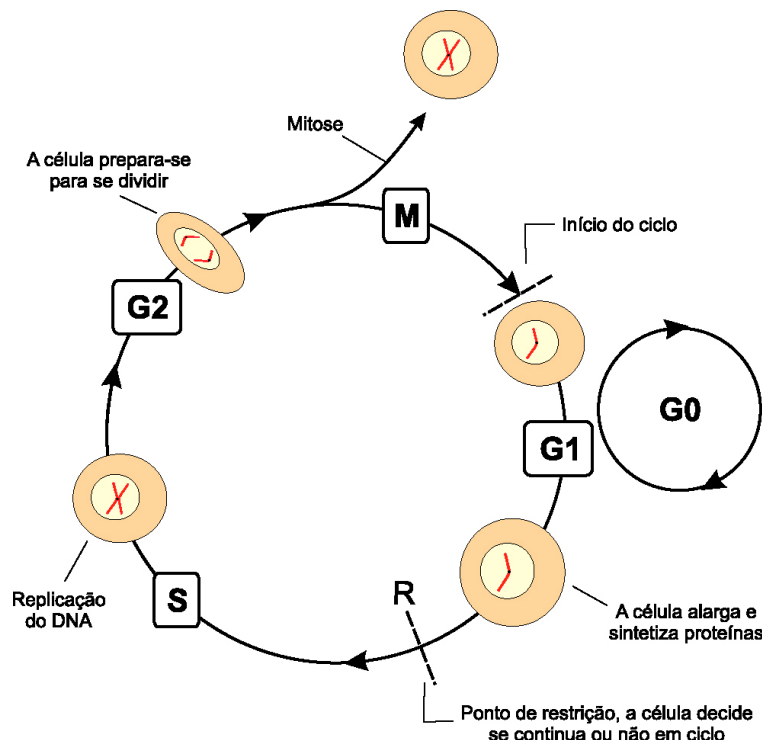 Mitose
A célula prepara-se
para se dividir
M
Início do ciclo
G2
G0
G1
S
R
Replicação
do DNA
A célula alarga e
sintetiza proteínas
Ponto de restrição, a célula decide
se continua ou não em ciclo